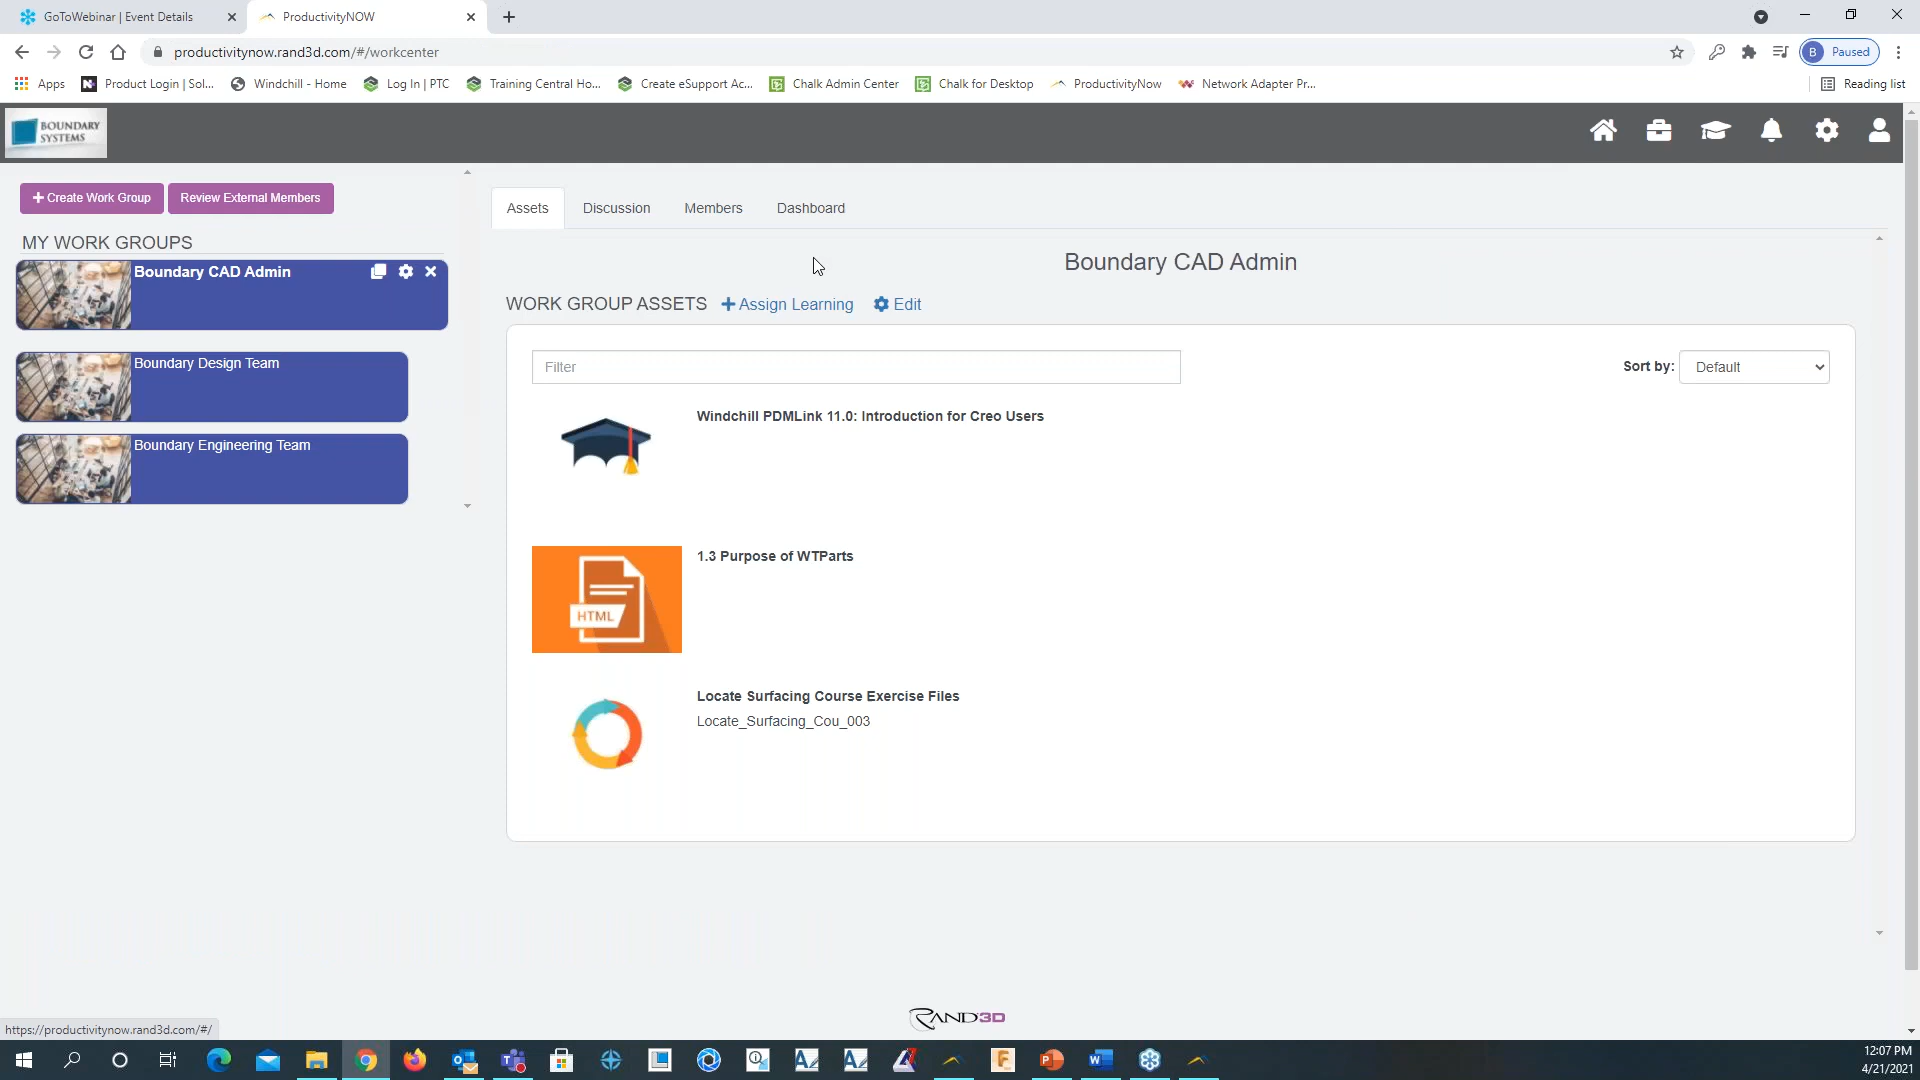 GoToWebinar | Event Details
ProductivityNOW
productivitynow.rand3d.com/#/workcenter
B Paused
Apps
Product Login | Sol...
Windchill - Home
Log In | PTC
Training Central Ho...
Create eSupport Ac...
Chalk Admin Center
Chalk for Desktop
ProductivityNow
Network Adapter Pr...
Reading list
BOUNDARY
SYSTEMS
Create Work Group
Review External Members
Assets
Discussion
Members
Dashboard
MY WORK GROUPS
Boundary CAD Admin
Boundary Design Team
Boundary Engineering Team
Boundary CAD Admin
WORK GROUP ASSETS
Assign Learning
Edit
Filter
Sort by:
Default
Windchill PDMLink 11.0: Introduction for Creo Users
HTML
1.3 Purpose of WTParts
Locate Surfacing Course Exercise Files
Locate_Surfacing_Cou_003
RAND3D
https://productivitynow.rand3d.com/#/
12:07 PM
4/21/2021